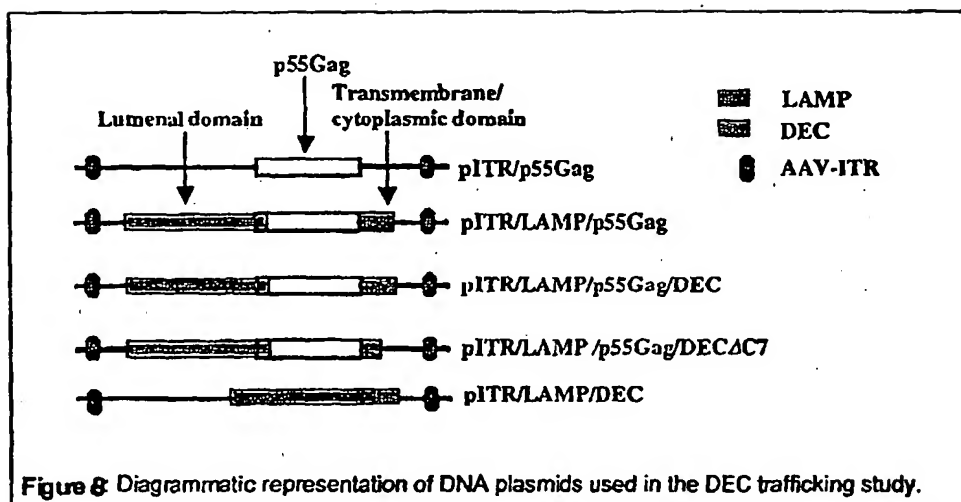 p55Gag
Transmembrane/
cytoplasmic domain
Lumenal domain
LAMP
DEC
AAV-ITR
pITR/p55Gag
pITR/LAMP/p55Gag
pITR/LAMP/p55Gag/DEC
pITR/LAMP/p55Gag/DECΔC7
pITR/LAMP/DEC
Figure 8: Diagrammatic representation of DNA plasmids used in the DEC trafficking study.